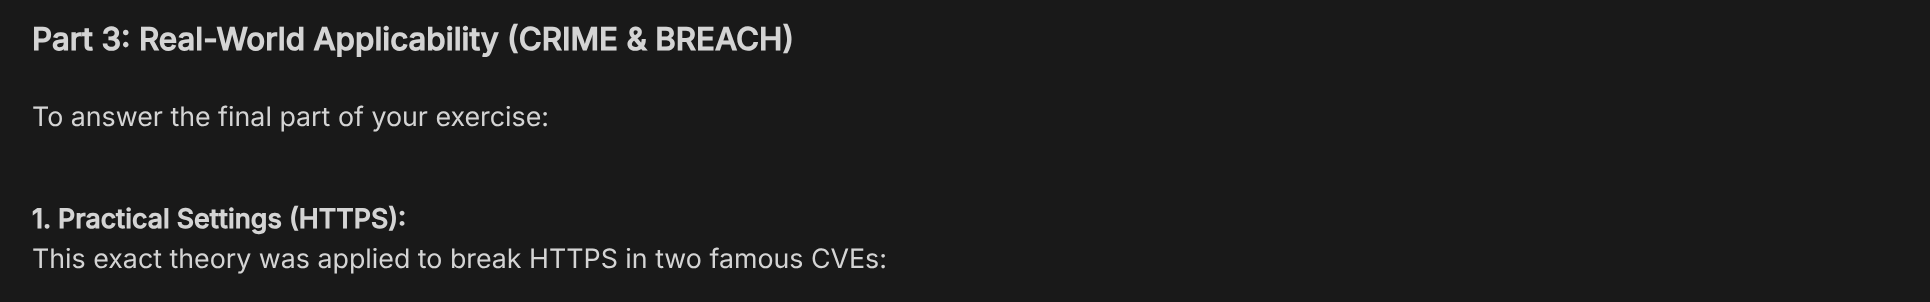 Part 3: Real-World Applicability (CRIME & BREACH)
To answer the final part of your exercise:
1. Practical Settings (HTTPS):
This exact theory was applied to break HTTPS in two famous CVEs: